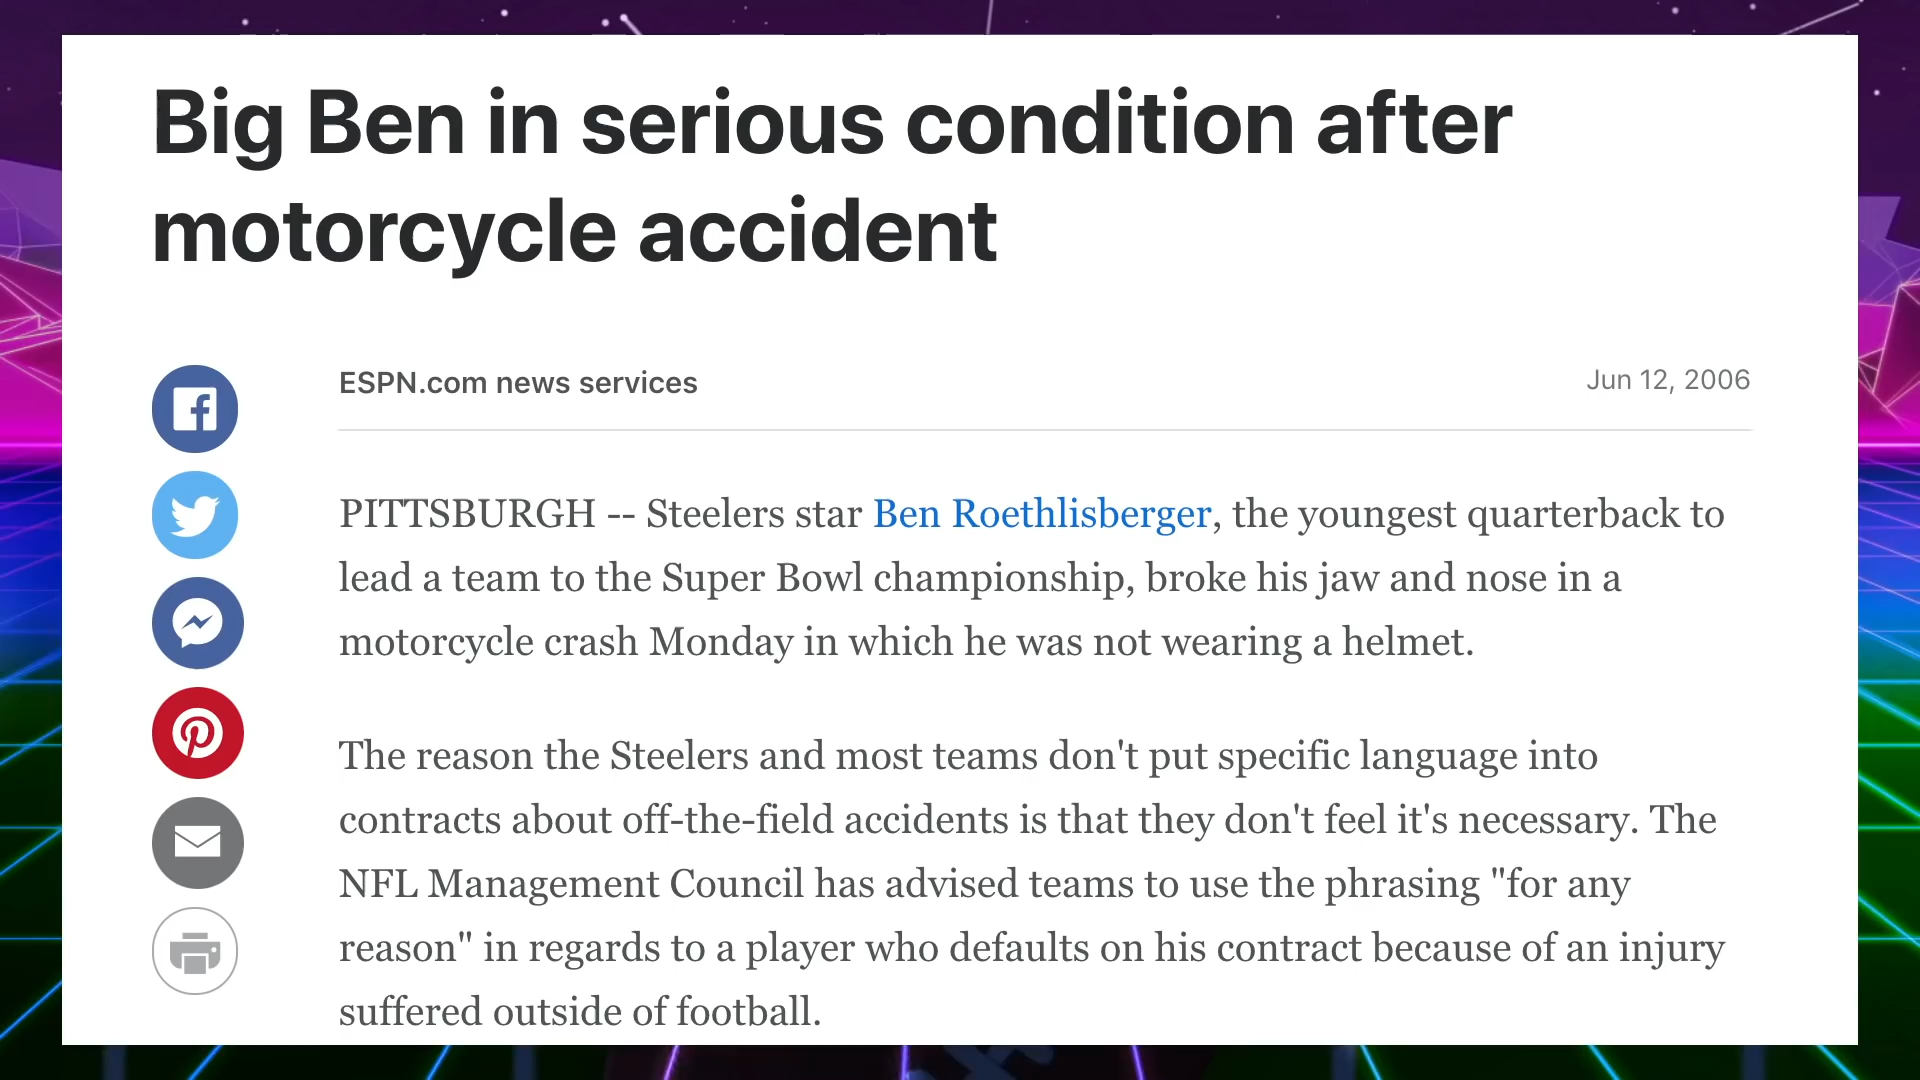 Big Ben in serious condition after
motorcycle accident
ESPN.com news services
Jun 12, 2006
PITTSBURGH -- Steelers star Ben Roethlisberger, the youngest quarterback to
lead a team to the Super Bowl championship, broke his jaw and nose in a
motorcycle crash Monday in which he was not wearing a helmet.
The reason the Steelers and most teams don't put specific language into
contracts about off-the-field accidents is that they don't feel it's necessary. The
NFL Management Council has advised teams to use the phrasing "for any
reason" in regards to a player who defaults on his contract because of an injury
suffered outside of football.